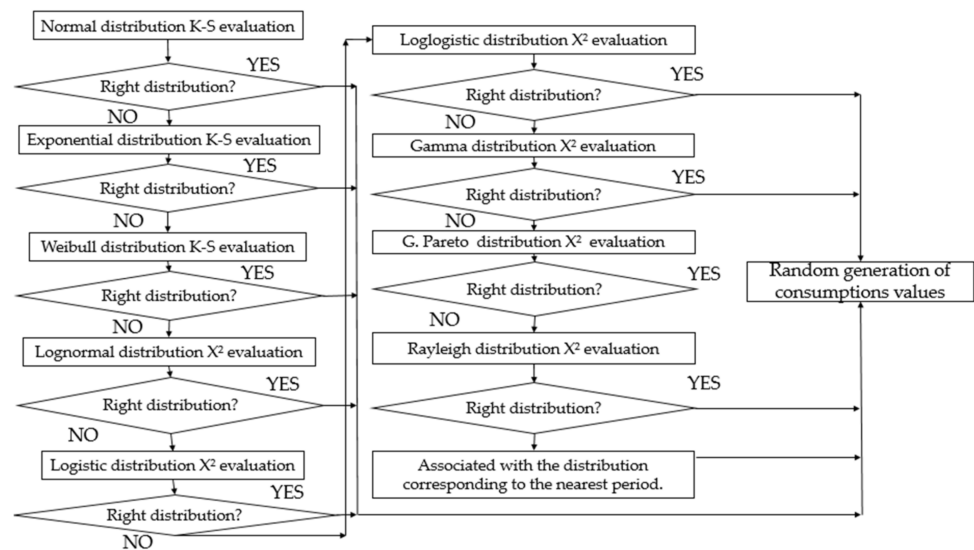 Normal distribution K-S evaluation
YES
Right distribution?
NO
Exponential distribution K-S evaluation
YES
Right distribution?
NO
Weibull distribution K-S evaluation
YES
Right distribution?
NO
Lognormal distribution X² evaluation
YES
Right distribution?
NO
Logistic distribution X² evaluation
YES
Right distribution?
NO
Loglogistic distribution X² evaluation
YES
Right distribution?
NO
Gamma distribution X² evaluation
YES
Right distribution?
NO
G. Pareto distribution X² evaluation
YES
Right distribution?
NO
Rayleigh distribution X² evaluation
YES
Right distribution?
Associated with the distribution
corresponding to the nearest period.
Random generation of
consumptions values